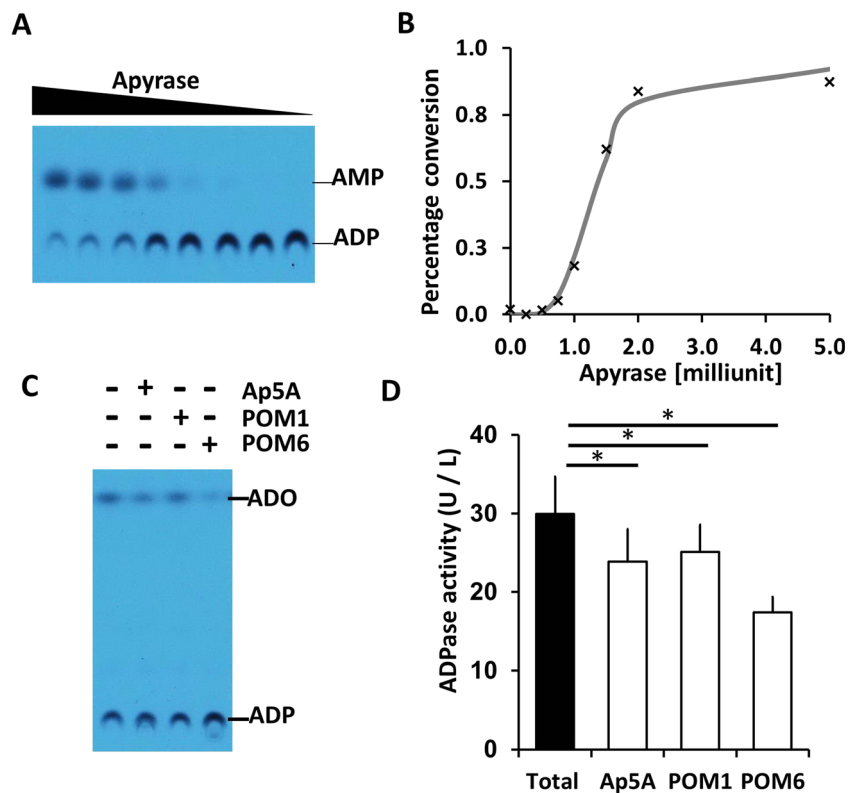 A
Apyrase
AMP
ADP
B
Percentage conversion
1.0
0.8
0.5
0.3
0.0
0.0 1.0 2.0 3.0 4.0 5.0
Apyrase [milliunit]
C
- + - - Ap5A
- - + - POM1
- - - + POM6
ADO
ADP
D
ADPase activity (U / L)
40
30
20
10
0
*
*
*
Total Ap5A POM1 POM6